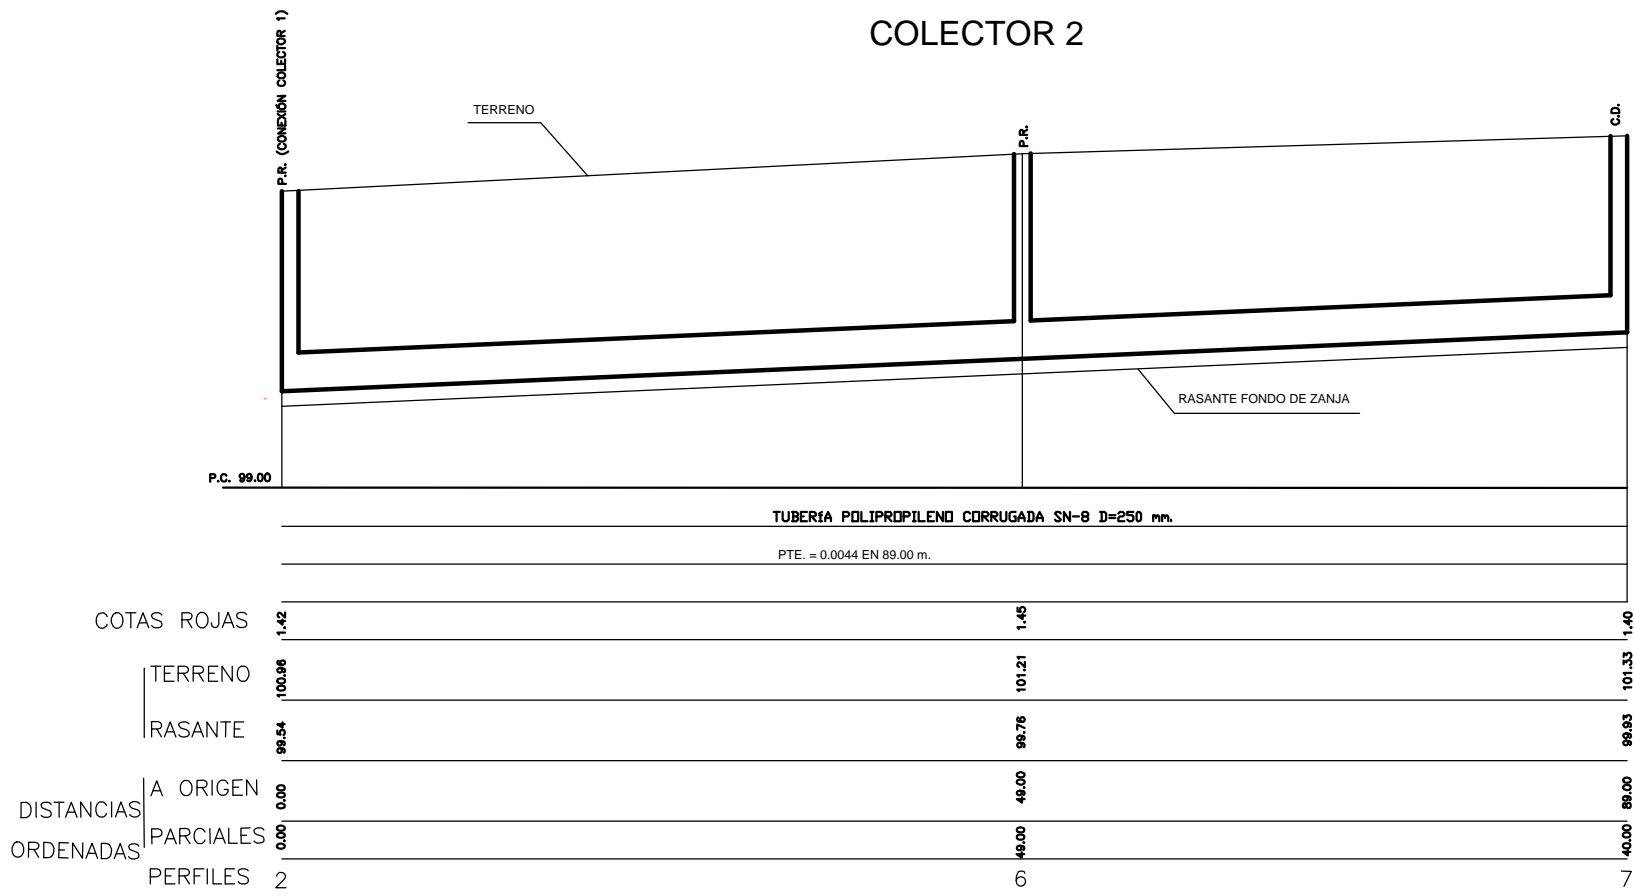 COLECTOR 2
P.R. (CONEXIÓN COLECTOR 1)
TERRENO
P.R.
C.D.
RASANTE FONDO DE ZANJA
P.C. 99.00
TUBERíA POLIPROPILENO CORRUGADA SN-8 D=250 mm.
PTE. = 0.0044 EN 89.00 m.
COTAS ROJAS 1.42 1.45 1.40
TERRENO 100.96 101.21 101.33
RASANTE 99.54 99.76 99.93
DISTANCIAS A ORIGEN 0.00 49.00 89.00
ORDENADAS PARCIALES 0.00 49.00 40.00
PERFILES 2 6 7